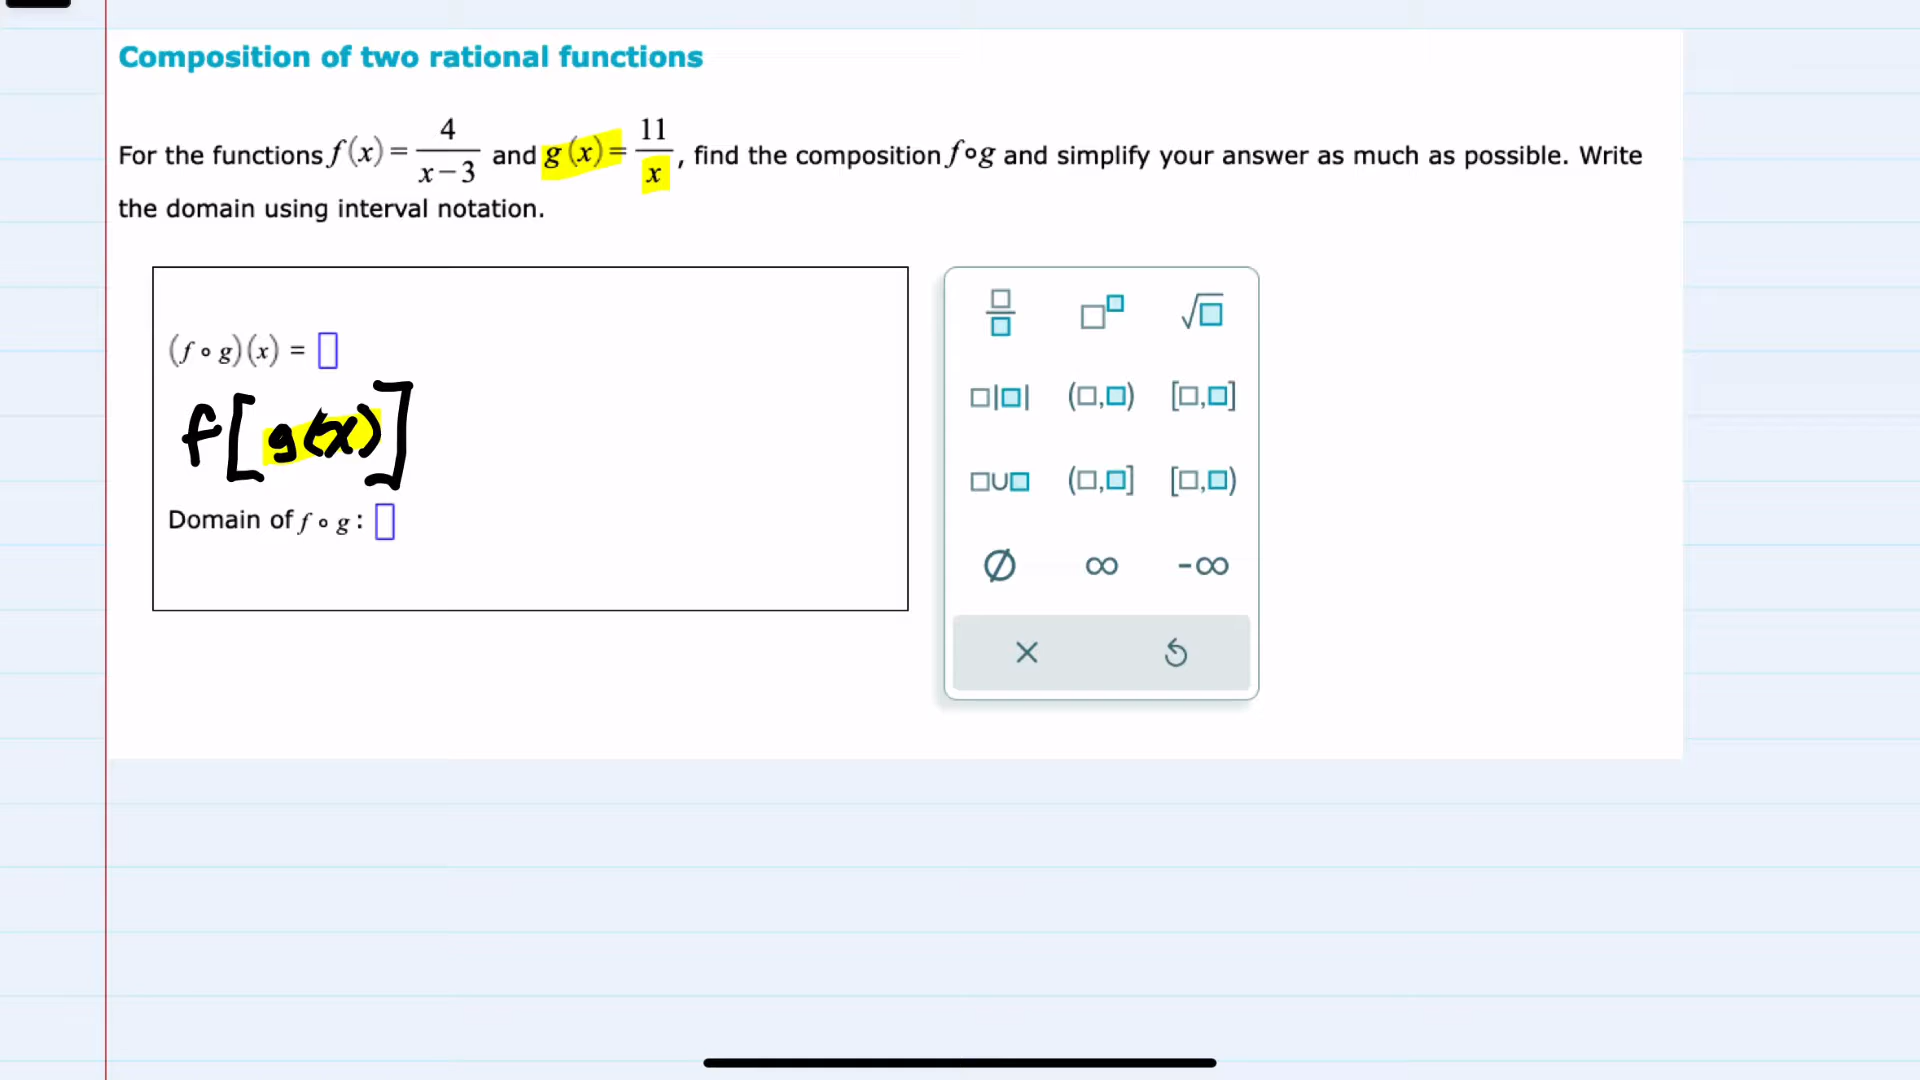 Composition of two rational functions
For the functions f(x) = 4/(x−3) and g(x) = 11/x, find the composition f∘g and simplify your answer as much as possible. Write
the domain using interval notation.
(f∘g)(x) = □
f[g(x)]
Domain of f∘g: □
□/□ □^□ √□
□|□| (□,□) [□,□]
□∪□ (□,□] [□,□)
∅ ∞ -∞